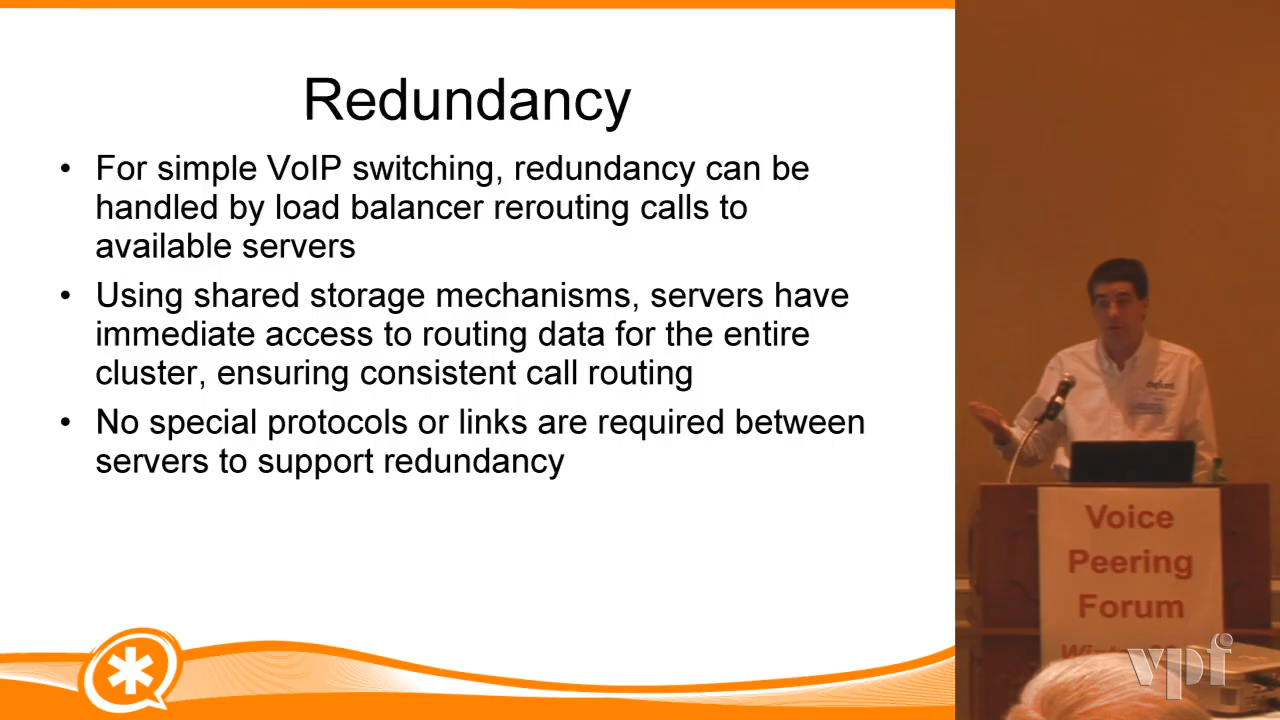 Redundancy
• For simple VoIP switching, redundancy can be
handled by load balancer rerouting calls to
available servers
• Using shared storage mechanisms, servers have
immediate access to routing data for the entire
cluster, ensuring consistent call routing
• No special protocols or links are required between
servers to support redundancy
Voice
Peering
Forum
vpf